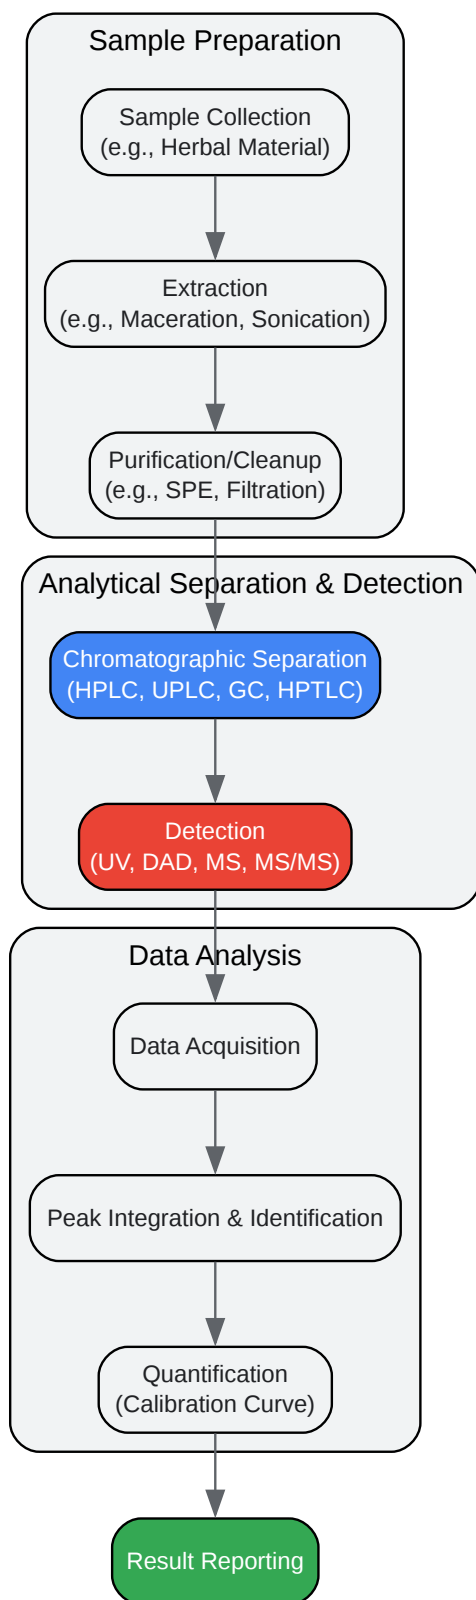 Sample Preparation
Sample Collection
(e.g., Herbal Material)
Extraction
(e.g., Maceration, Sonication)
Purification/Cleanup
(e.g., SPE, Filtration)
Analytical Separation & Detection
Chromatographic Separation
(HPLC, UPLC, GC, HPTLC)
Detection
(UV, DAD, MS, MS/MS)
Data Analysis
Data Acquisition
Peak Integration & Identification
Quantification
(Calibration Curve)
Result Reporting